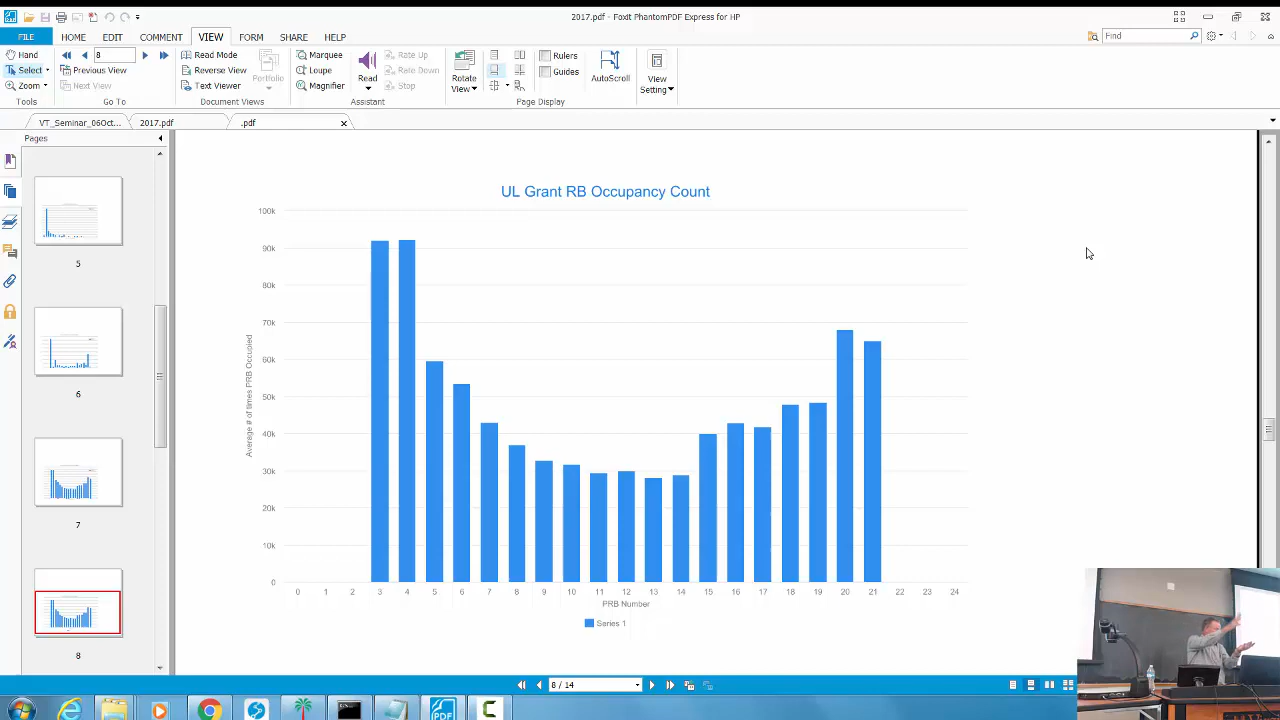 2017.pdf - Foxit PhantomPDF Express for HP
FILE HOME EDIT COMMENT VIEW FORM SHARE HELP
Find
Hand
Select
Zoom
Tools
8
Previous View
Next View
Go To
Read Mode
Reverse View
Text Viewer
Portfolio
Document Views
Marquee
Loupe
Magnifier
Read
Rate Up
Rate Down
Stop
Assistant
Rotate View
Rulers
Guides
Page Display
AutoScroll
View Setting
VT_Seminar_06Oct... 2017.pdf .pdf
Pages
5
6
7
8
UL Grant RB Occupancy Count
Average # of times PRB Occupied
100k
90k
80k
70k
60k
50k
40k
30k
20k
10k
0
0 1 2 3 4 5 6 7 8 9 10 11 12 13 14 15 16 17 18 19 20 21 22 23 24
PRB Number
Series 1
8 / 14
PDF